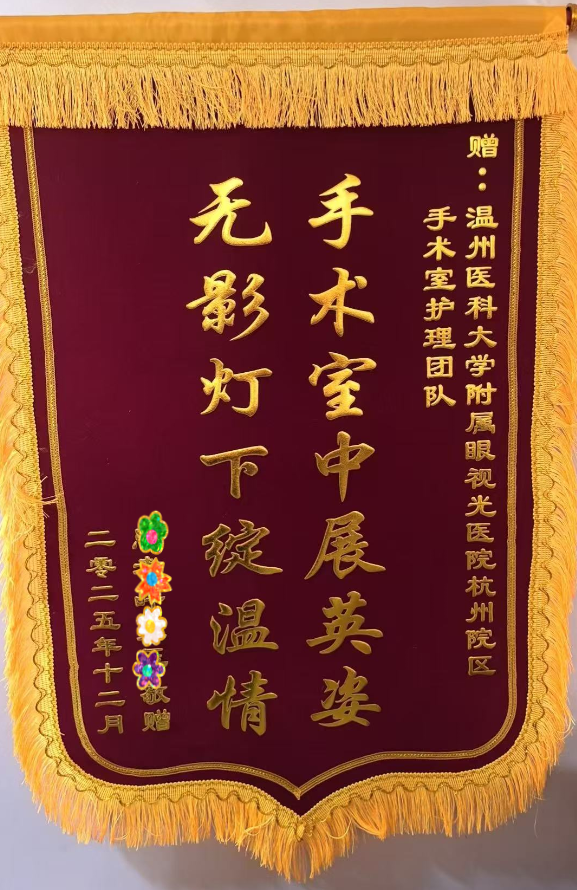 赠：温州医科大学附属眼视光医院杭州院区
手术室护理团队
手术室中展英姿
无影灯下绽温情
敬赠
二零二五年十二月